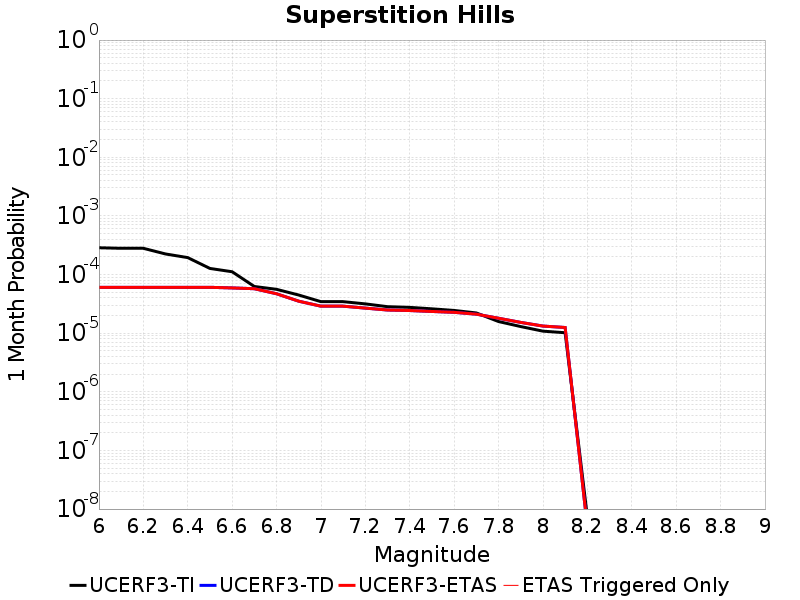 Superstition Hills
1 Month Probability
10^0
10^-1
10^-2
10^-3
10^-4
10^-5
10^-6
10^-7
10^-8
6 6.2 6.4 6.6 6.8 7 7.2 7.4 7.6 7.8 8 8.2 8.4 8.6 8.8 9
Magnitude
UCERF3-TI UCERF3-TD UCERF3-ETAS ETAS Triggered Only